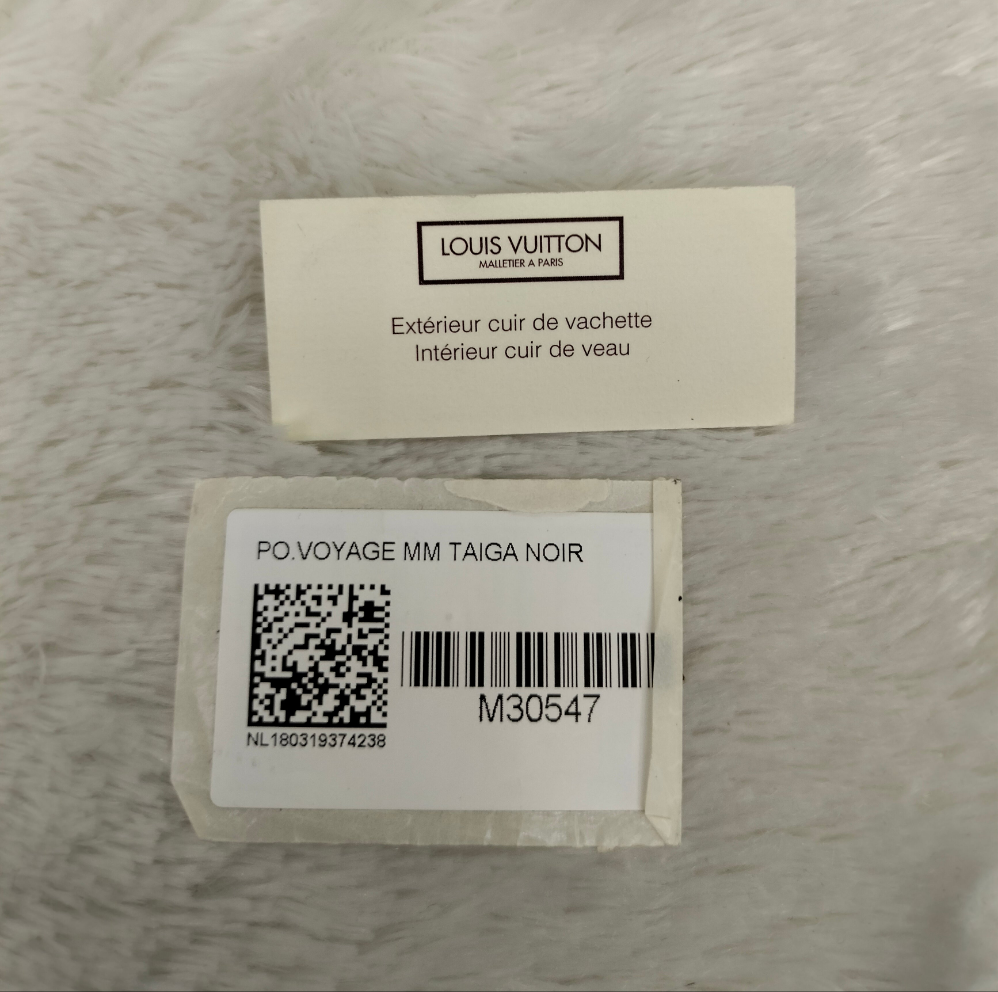 LOUIS VUITTON
MALLETIER A PARIS
Extérieur cuir de vachette
Intérieur cuir de veau
PO.VOYAGE MM TAIGA NOIR
M30547
NL180319374238